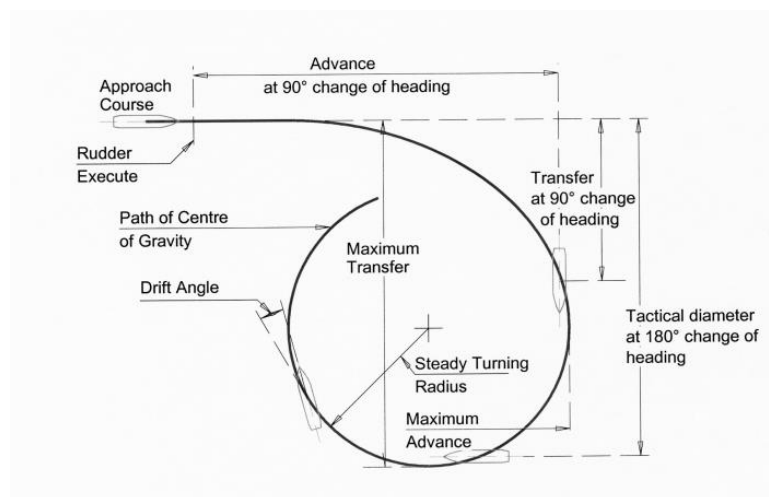 Advance
at 90° change of heading
Approach
Course
Rudder
Execute
Transfer
at 90° change
of heading
Path of Centre
of Gravity
Maximum
Transfer
Drift Angle
Tactical diameter
at 180° change of
heading
Steady Turning
Radius
Maximum
Advance